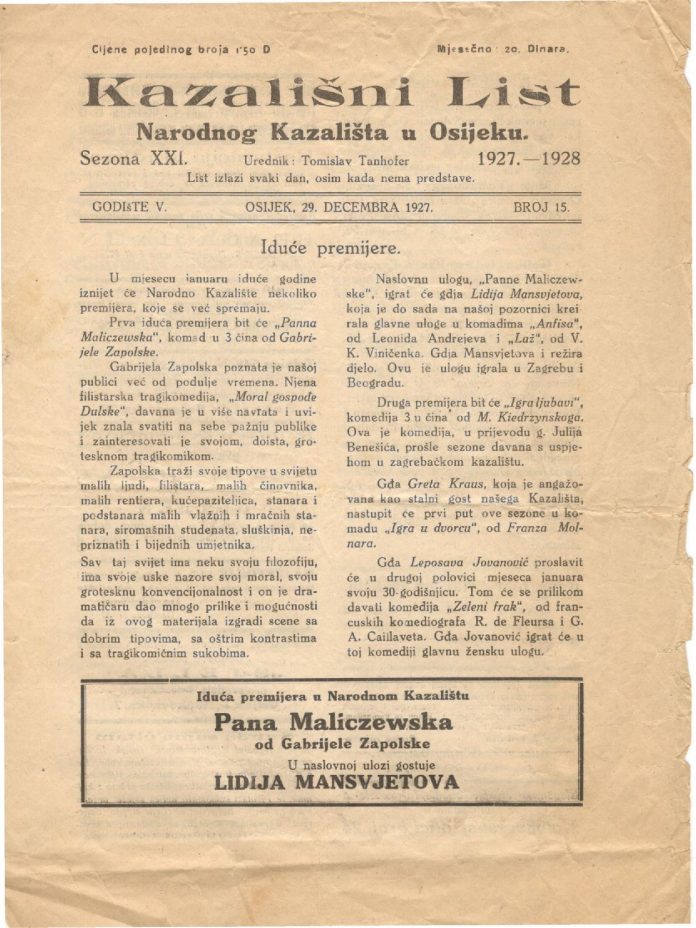 Cijene pojedinog broja 1·50 D
Mjesečno 20. Dinara.
Kazališni List
Narodnog Kazališta u Osijeku.
Sezona XXI.
Urednik: Tomislav Tanhofer
1927.—1928
List izlazi svaki dan, osim kada nema predstave.
GODIšTE V.
OSIJEK, 29. DECEMBRA 1927.
BROJ 15.
Iduće premijere.
U mjesecu januaru iduće godine
iznijet će Narodno Kazalište nekoliko
premijera, koje se već spremaju.
Prva iduća premijera bit će „Panna
Maliczewska“, komad u 3 čina od Gabri-
jele Zapolske.
Gabrijela Zapolska poznata je našoj
publici već od podulje vremena. Njena
filistarska tragikomedija, „Moral gospođe
Dulske“, davana je u više navrata i uvi-
jek znala svatiti na sebe pažnju publike
i zainteresovati je svojom, doista, gro-
tesknom tragikomikom.
Zapolska traži svoje tipove u svijetu
malih ljudi, filistara, malih činovnika,
malih rentiera, kućepaziteljica, stanara i
podstanara malih vlažnih i mračnih sta-
nara, siromašnih studenata, sluškinja, ne-
priznatih i bijednih umjetnika.
Sav taj svijet ima neku svoju filozofiju,
ima svoje uske nazore svoj moral, svoju
grotesknu konvencijonalnost i on je dra-
matičaru dao mnogo prilike i mogućnosti
da iz ovog materijala izgradi scene sa
dobrim tipovima, sa oštrim kontrastima
i sa tragikomičnim sukobima.
Naslovnu ulogu, „Panne Maliczew-
ske“, igrat će gdja Lidija Mansvjetova,
koja je do sada na našoj pozornici krei
rala glavne uloge u komadima „Anfisa“,
od Leonida Andrejeva i „Laž“, od V.
K. Viničenka. Gdja Mansvjetova i režira
djelo. Ovu je ulogu igrala u Zagrebu i
Beogradu.
Druga premijera bit će „Igra ljubavi“,
komedija 3 u čina od M. Kiedrzynskoga.
Ova je komedija, u prijevodu g. Julija
Benešića, prošle sezone davana s uspje-
hom u zagrebačkom kazalištu.
Gđa Greta Kraus, koja je angažo-
vana kao stalni gost našega Kazališta,
nastupit će prvi put ove sezone u ko-
madu „Igra u dvorcu“, od Franza Mol-
nara.
Gđa Leposava Jovanović proslavit
će u drugoj polovici mjeseca januara
svoju 30-godišnjicu. Tom će se prilikom
davati komedija „Zeleni frak“, od fran-
cuskih komediografa R. de Fleursa i G.
A. Caillaveta. Gđa Jovanović igrat će u
toj komediji glavnu žensku ulogu.
Iduća premijera u Narodnom Kazalištu
Pana Maliczewska
od Gabrijele Zapolske
U naslovnoj ulozi gostuje
LIDIJA MANSVJETOVA